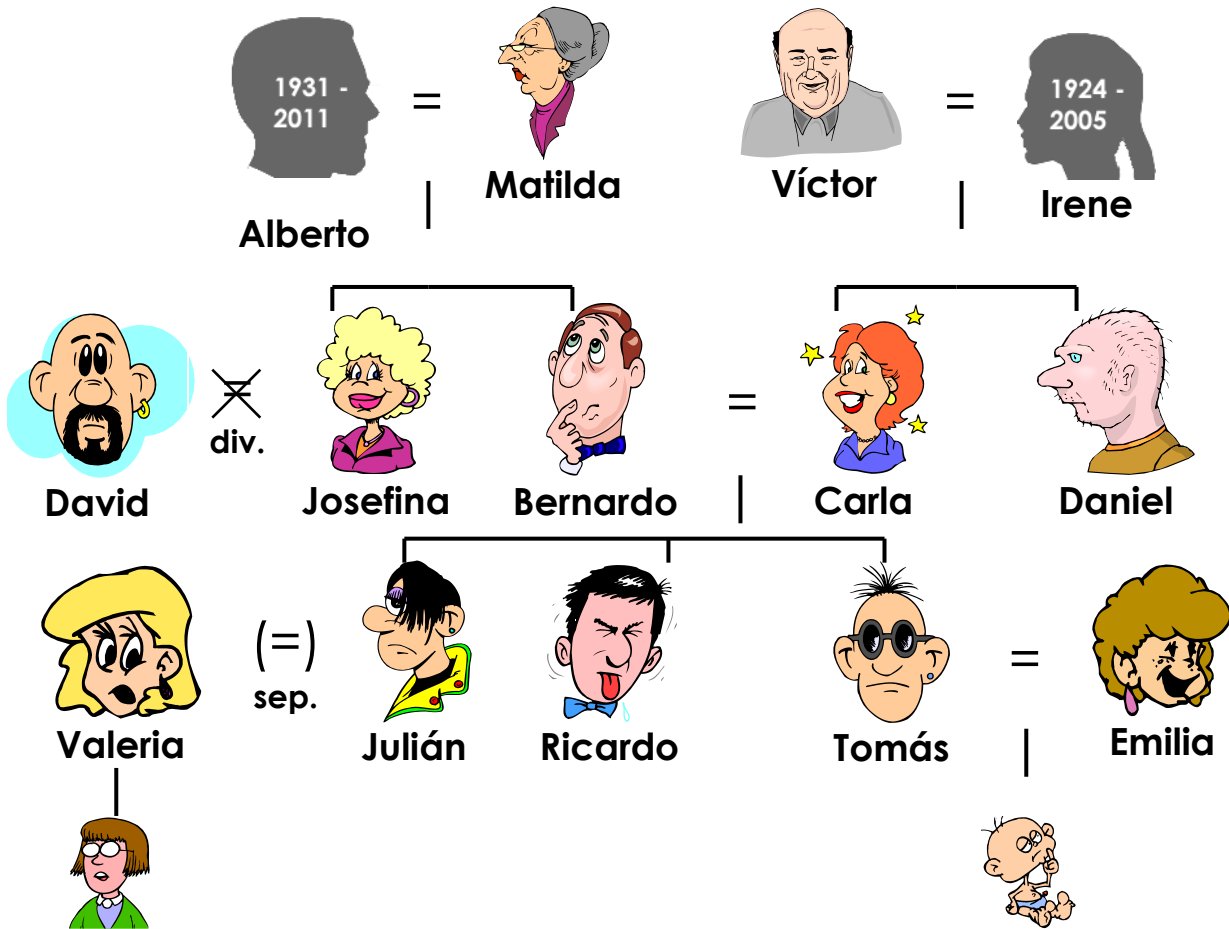 1931 -
2011
=
=
1924 -
2005
Matilda
Víctor
Irene
Alberto
=
div.
=
David
Josefina
Bernardo
Carla
Daniel
(=)
sep.
=
Valeria
Julián
Ricardo
Tomás
Emilia